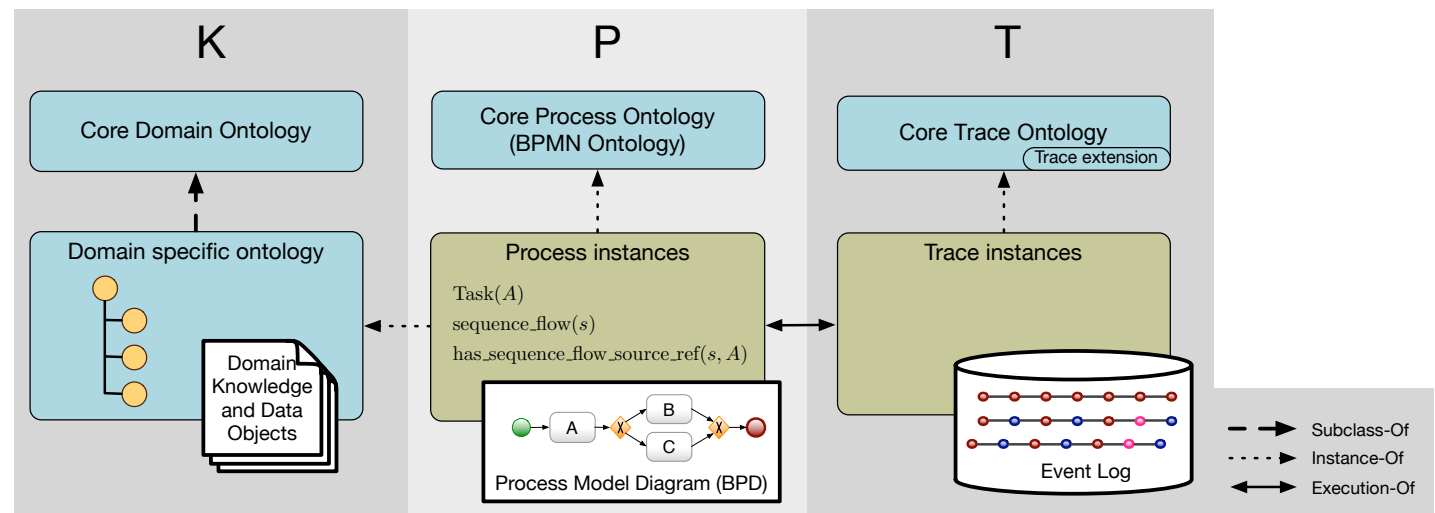 K
P
T
Core Domain Ontology
Core Process Ontology
(BPMN Ontology)
Core Trace Ontology
Trace extension
Domain specific ontology
Process instances
Trace instances
Task(A)
sequence_flow(s)
has_sequence_flow_source_ref(s, A)
Domain
Knowledge
and Data
Objects
A
X
B
C
X
Process Model Diagram (BPD)
Event Log
Subclass-Of
Instance-Of
Execution-Of